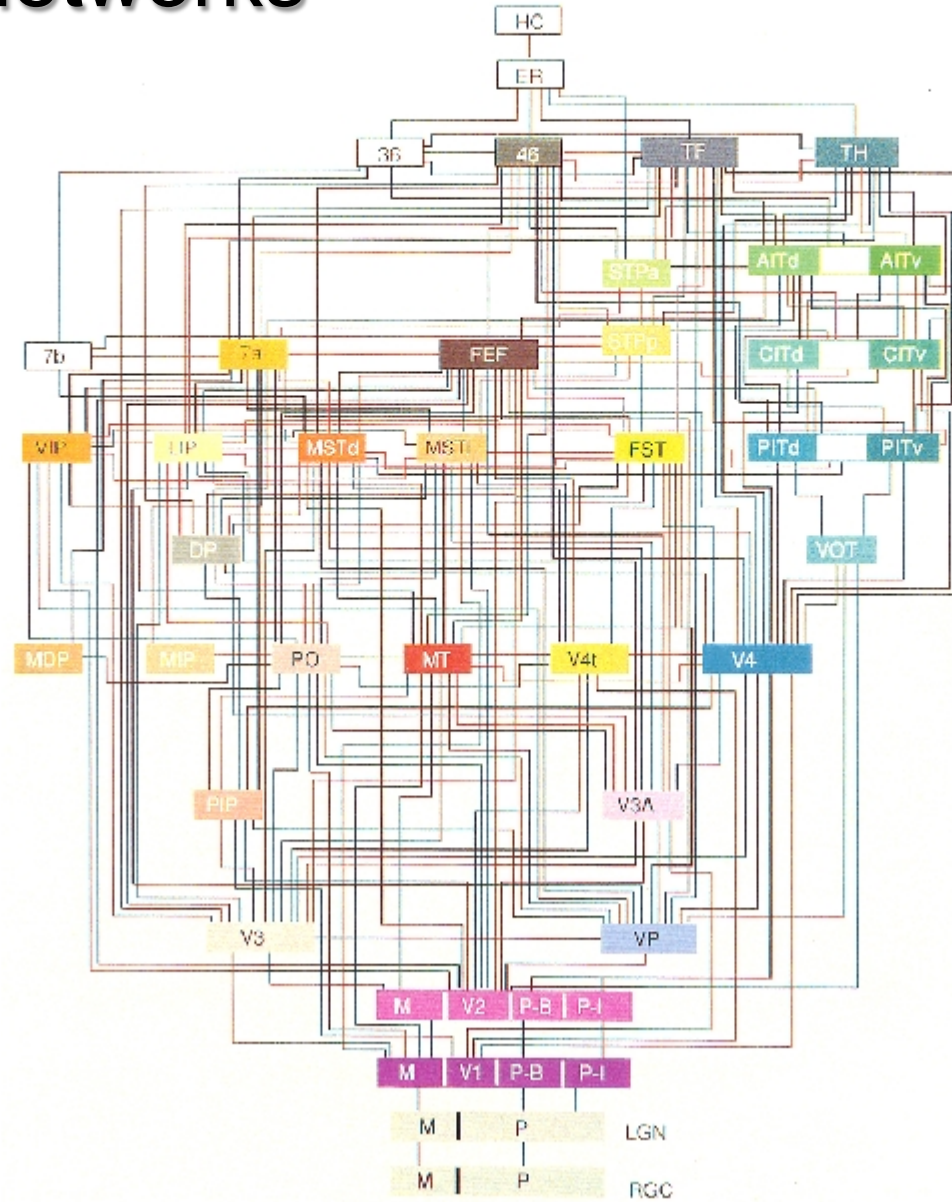 networks
HC
ER
36 46 TF TH
STPa AITd AITv
7b 7a FEF STPp CITd CITv
VIP LIP MSTd MSTl FST PITd PITv
DP VOT
MDP MIP PO MT V4t V4
PIP V3A
V3 VP
M V2 P-B P-I
M V1 P-B P-I
M P LGN
M P RGC